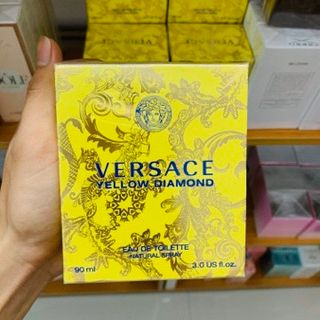 VERSACE
YELLOW DIAMOND
EAU DE TOILETTE
NATURAL SPRAY
90 ml 3.0 US fl.oz.